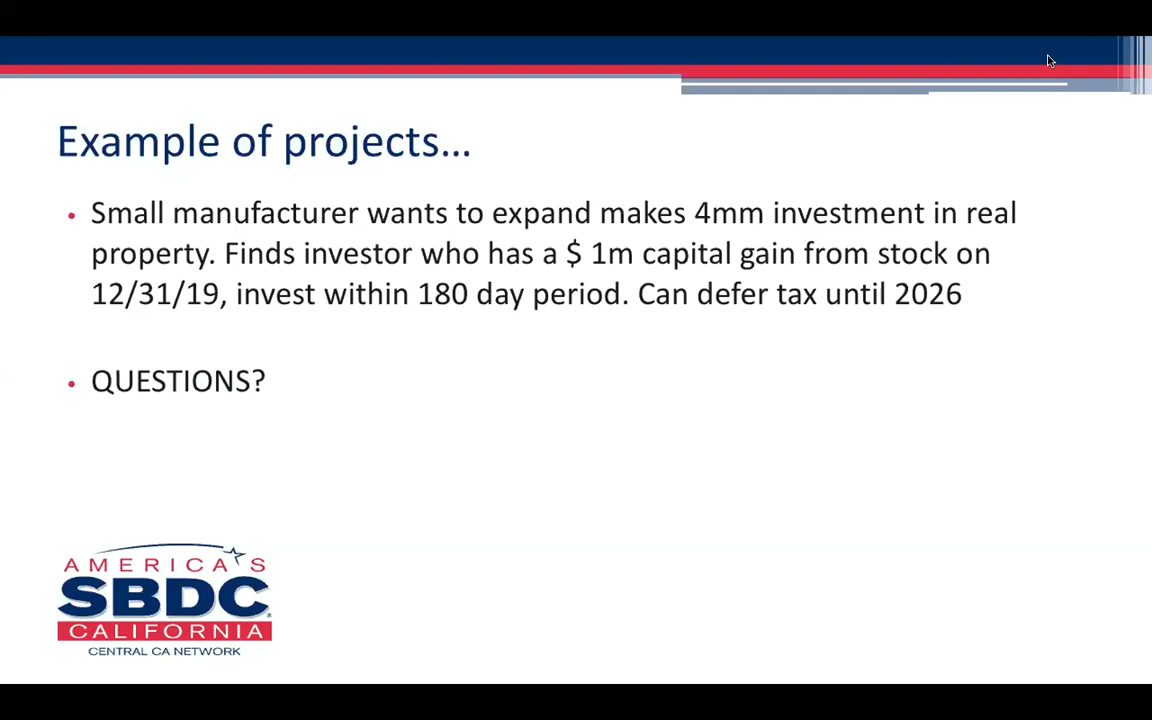 Example of projects…
• Small manufacturer wants to expand makes 4mm investment in real
property. Finds investor who has a $ 1m capital gain from stock on
12/31/19, invest within 180 day period. Can defer tax until 2026
• QUESTIONS?
AMERICA'S
SBDC
CALIFORNIA
CENTRAL CA NETWORK